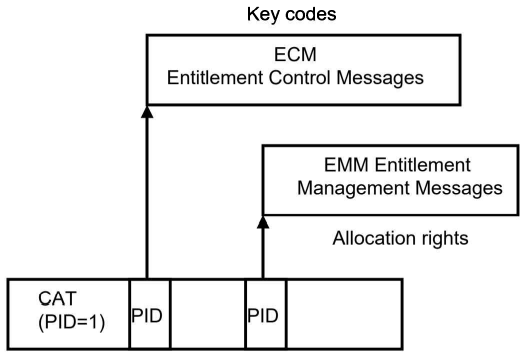 Key codes
ECM
Entitlement Control Messages
EMM Entitlement
Management Messages
Allocation rights
CAT
(PID=1)
PID
PID